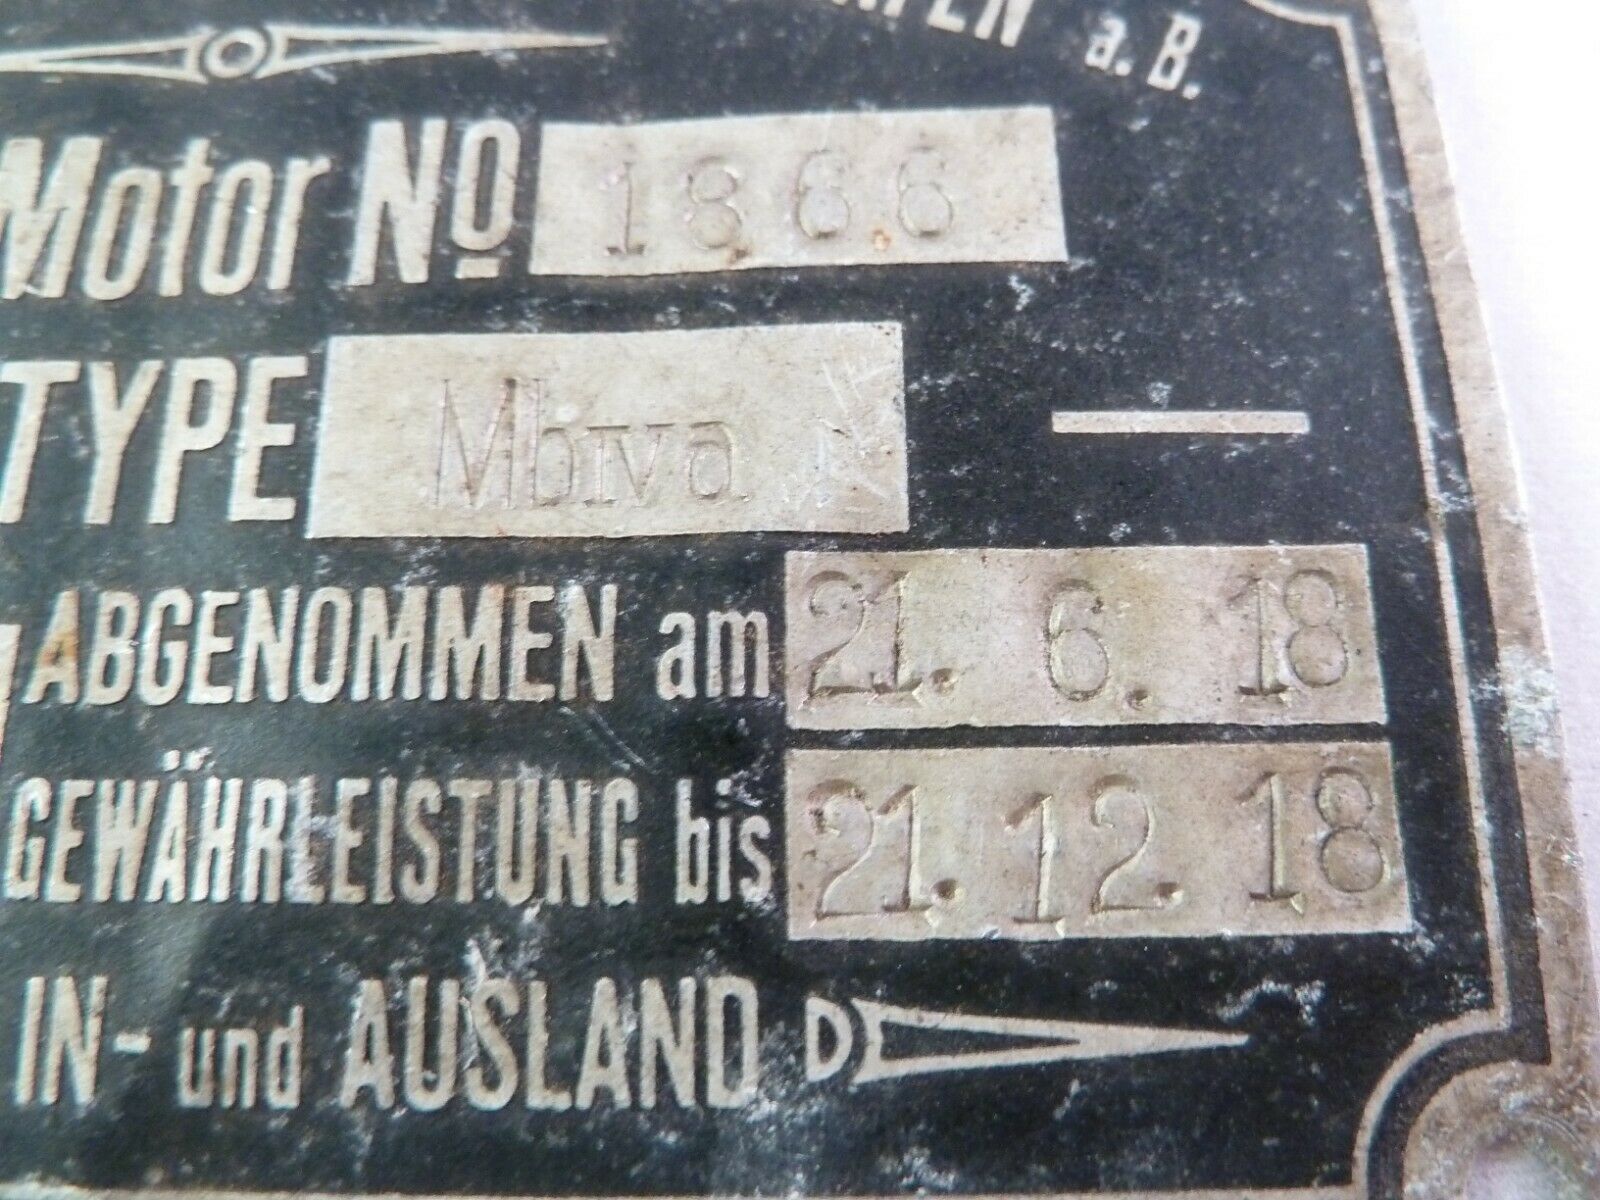 a. B.
Motor No 1866
TYPE MbIVa
ABGENOMMEN am 21. 6. 18
GEWÄHRLEISTUNG bis 21. 12. 18
IN- und AUSLAND